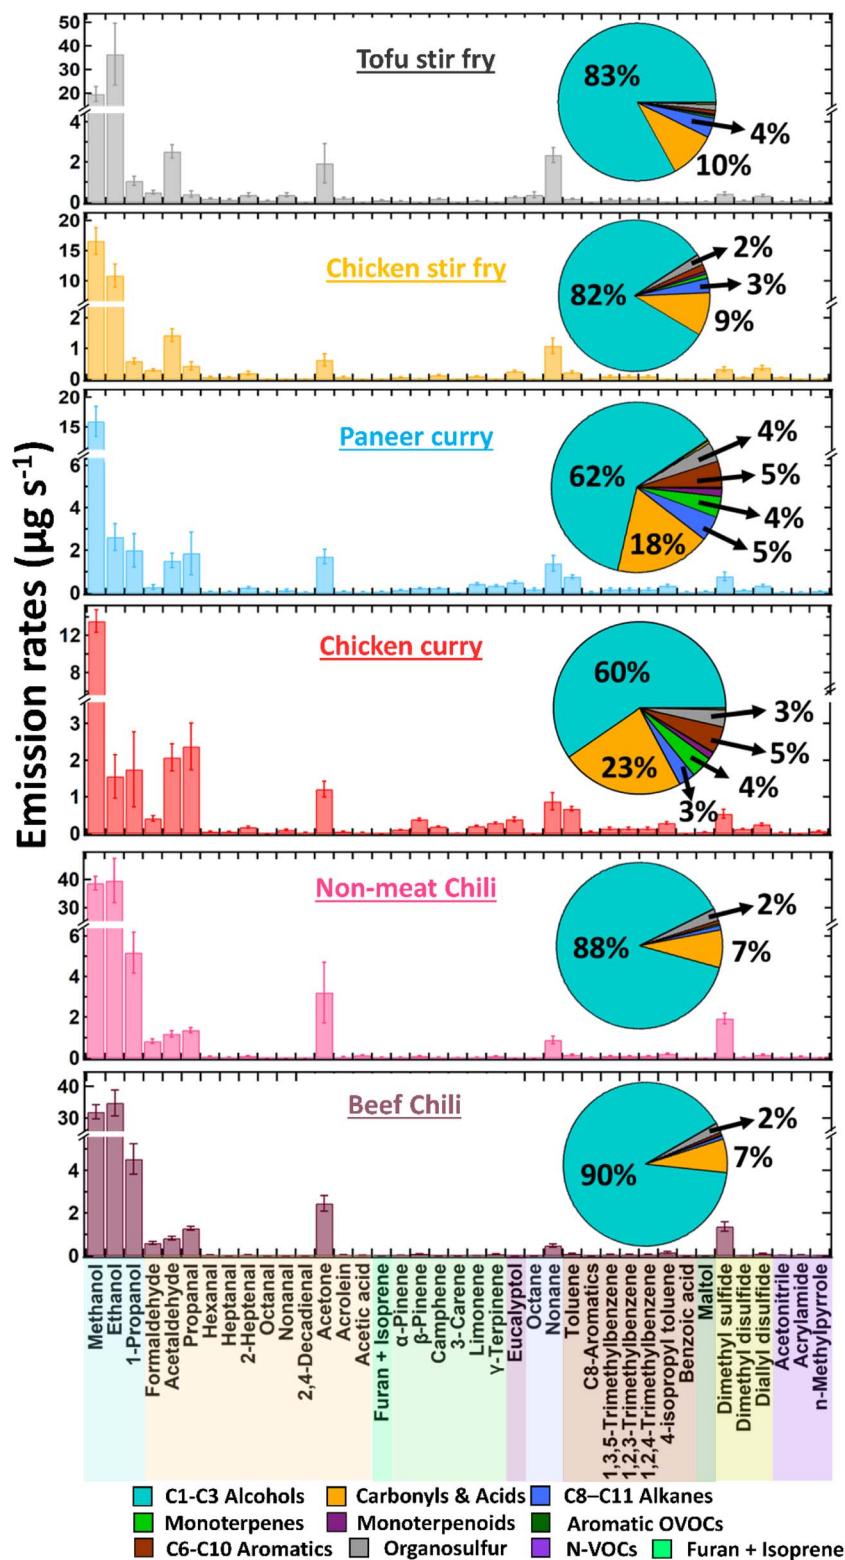 Emission rates (µg s⁻¹)
Tofu stir fry
50
40
30
20
4
2
0
83%
4%
10%
Chicken stir fry
20
15
10
2
1
0
82%
2%
3%
9%
Paneer curry
20
15
6
4
2
0
62%
4%
5%
4%
5%
18%
Chicken curry
12
8
3
2
1
0
60%
3%
5%
4%
3%
23%
Non-meat Chili
40
30
6
4
2
0
88%
2%
7%
Beef Chili
40
30
4
2
0
90%
2%
7%
Methanol
Ethanol
1-Propanol
Formaldehyde
Acetaldehyde
Propanal
Hexanal
Heptanal
2-Heptenal
Octanal
Nonanal
2,4-Decadienal
Acetone
Acrolein
Acetic acid
Furan + Isoprene
α-Pinene
β-Pinene
Camphene
3-Carene
Limonene
γ-Terpinene
Eucalyptol
Octane
Nonane
Toluene
C8-Aromatics
1,3,5-Trimethylbenzene
1,2,3-Trimethylbenzene
1,2,4-Trimethylbenzene
4-isopropyl toluene
Benzoic acid
Maltol
Dimethyl sulfide
Dimethyl disulfide
Diallyl disulfide
Acetonitrile
Acrylamide
n-Methylpyrrole
C1-C3 Alcohols
Carbonyls & Acids
C8–C11 Alkanes
Monoterpenes
Monoterpenoids
Aromatic OVOCs
C6-C10 Aromatics
Organosulfur
N-VOCs
Furan + Isoprene